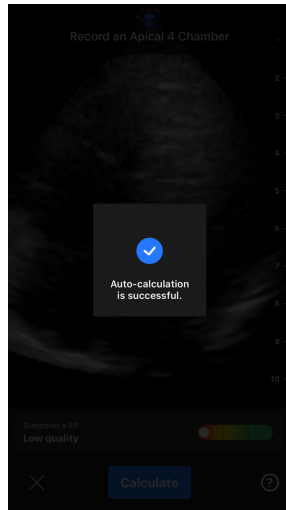 Record an Apical 4 Chamber
2
3
4
5
6
7
8
9
10
Auto-calculation
is successful.
Simpson's EF
Low quality
Calculate
?